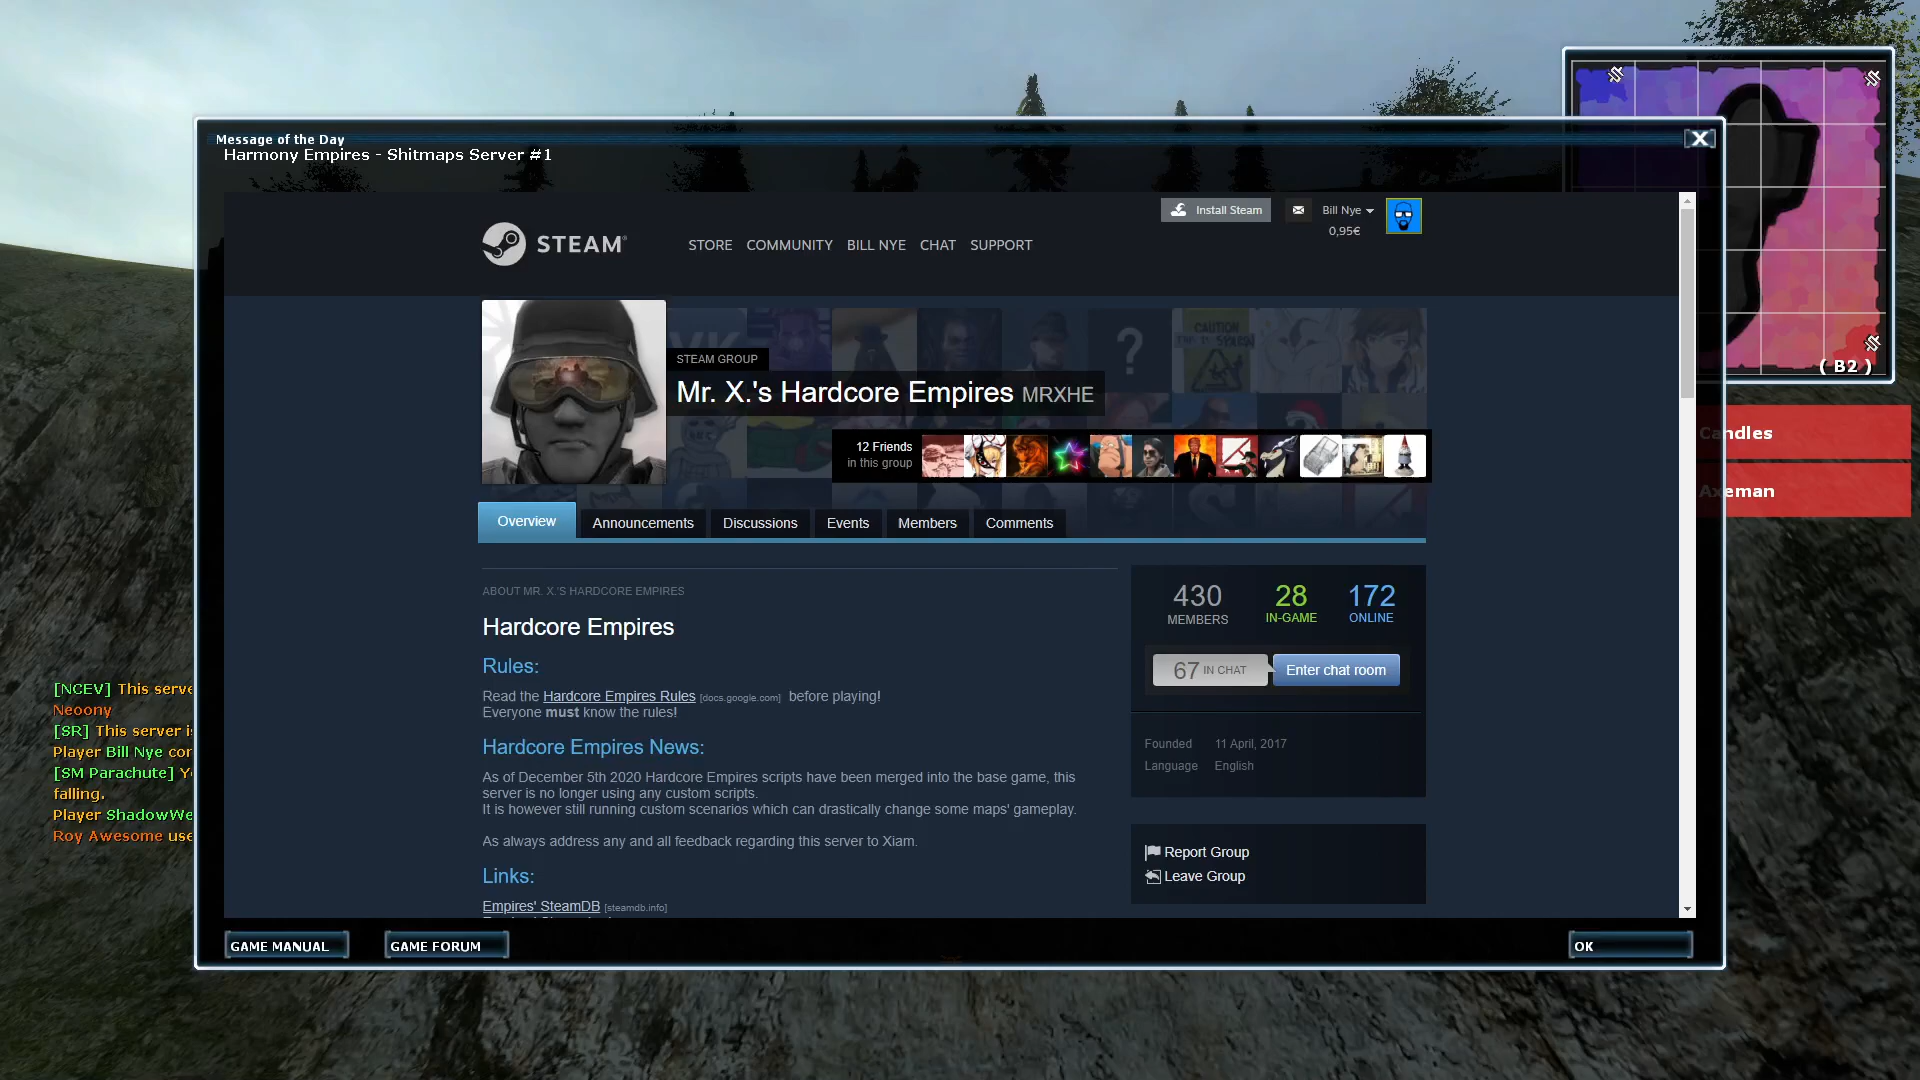 Message of the Day
Harmony Empires - Shitmaps Server #1
Install Steam
Bill Nye
0,95€
STEAM
STORE COMMUNITY BILL NYE CHAT SUPPORT
STEAM GROUP
Mr. X.'s Hardcore Empires MRXHE
CAUTION
?
12 Friends
in this group
( B2 )
Candles
Axeman
Overview Announcements Discussions Events Members Comments
ABOUT MR. X.'S HARDCORE EMPIRES
Hardcore Empires
Rules:
Read the Hardcore Empires Rules [docs.google.com] before playing!
Everyone must know the rules!
Hardcore Empires News:
As of December 5th 2020 Hardcore Empires scripts have been merged into the base game, this
server is no longer using any custom scripts.
It is however still running custom scenarios which can drastically change some maps' gameplay.
As always address any and all feedback regarding this server to Xiam.
Links:
Empires' SteamDB [steamdb.info]
430 28 172
MEMBERS IN-GAME ONLINE
67 IN CHAT Enter chat room
Founded 11 April, 2017
Language English
Report Group
Leave Group
[NCEV] This serve
Neoony
[SR] This server is
Player Bill Nye con
[SM Parachute] Yo
falling.
Player ShadowWe
Roy Awesome use
GAME MANUAL GAME FORUM OK